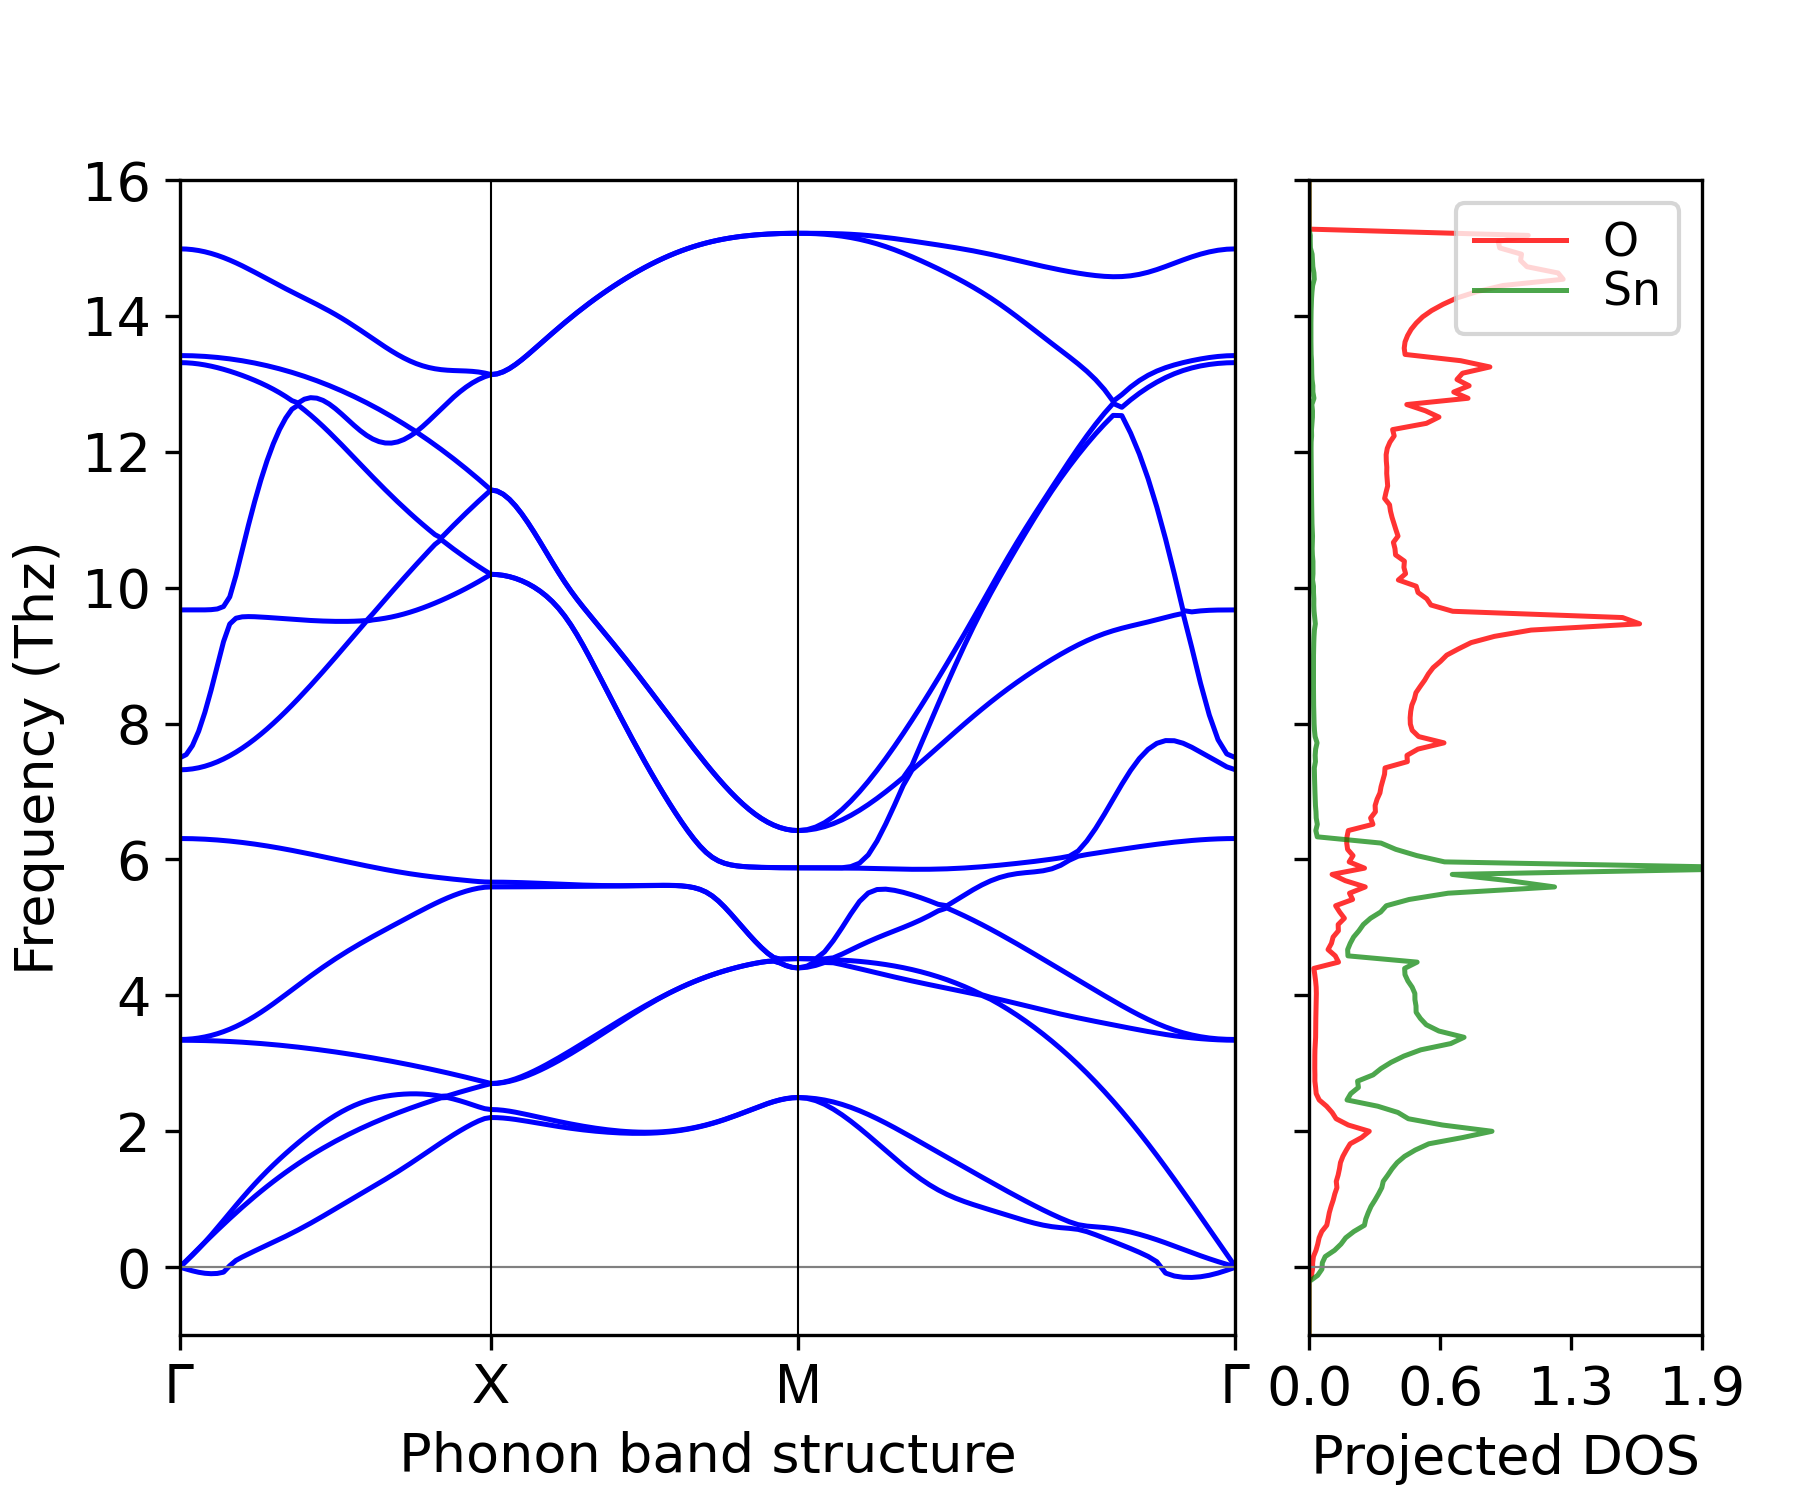 16
14
12
10
8
6
4
2
0
Frequency (Thz)
Γ X M Γ
Phonon band structure
O
Sn
0.0 0.6 1.3 1.9
Projected DOS